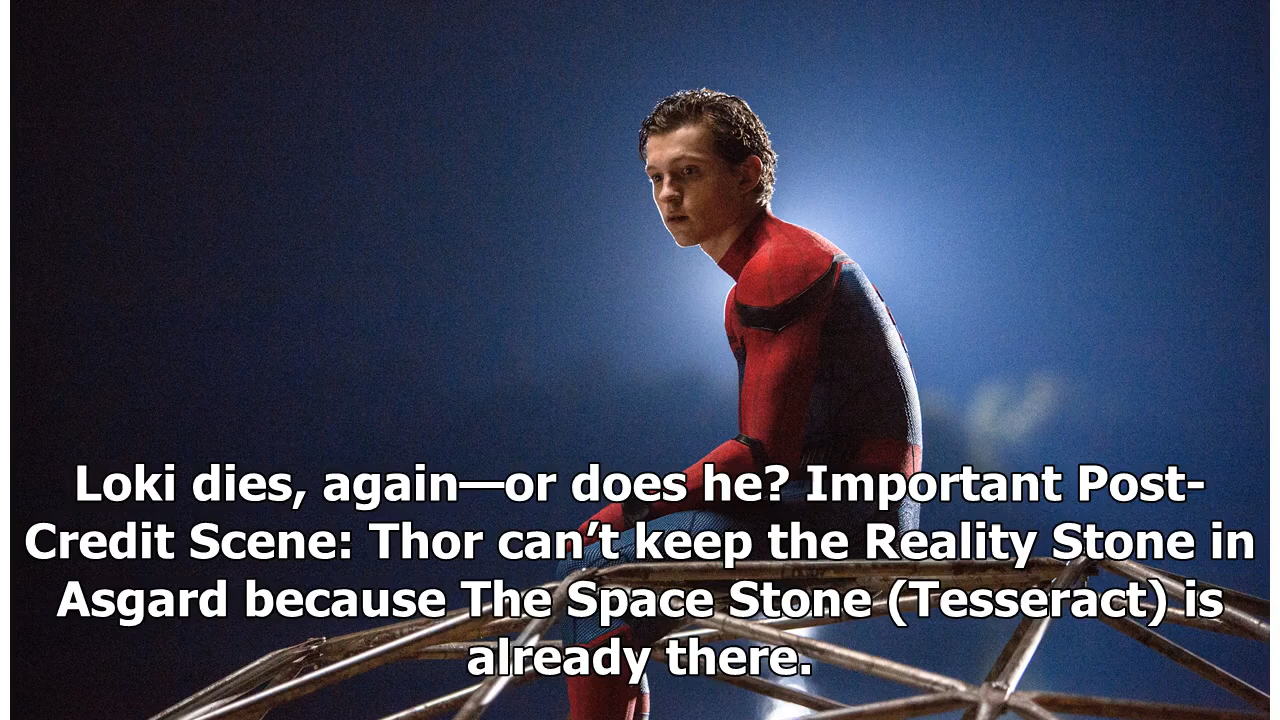 Loki dies, again—or does he? Important Post-
Credit Scene: Thor can’t keep the Reality Stone in
Asgard because The Space Stone (Tesseract) is
already there.